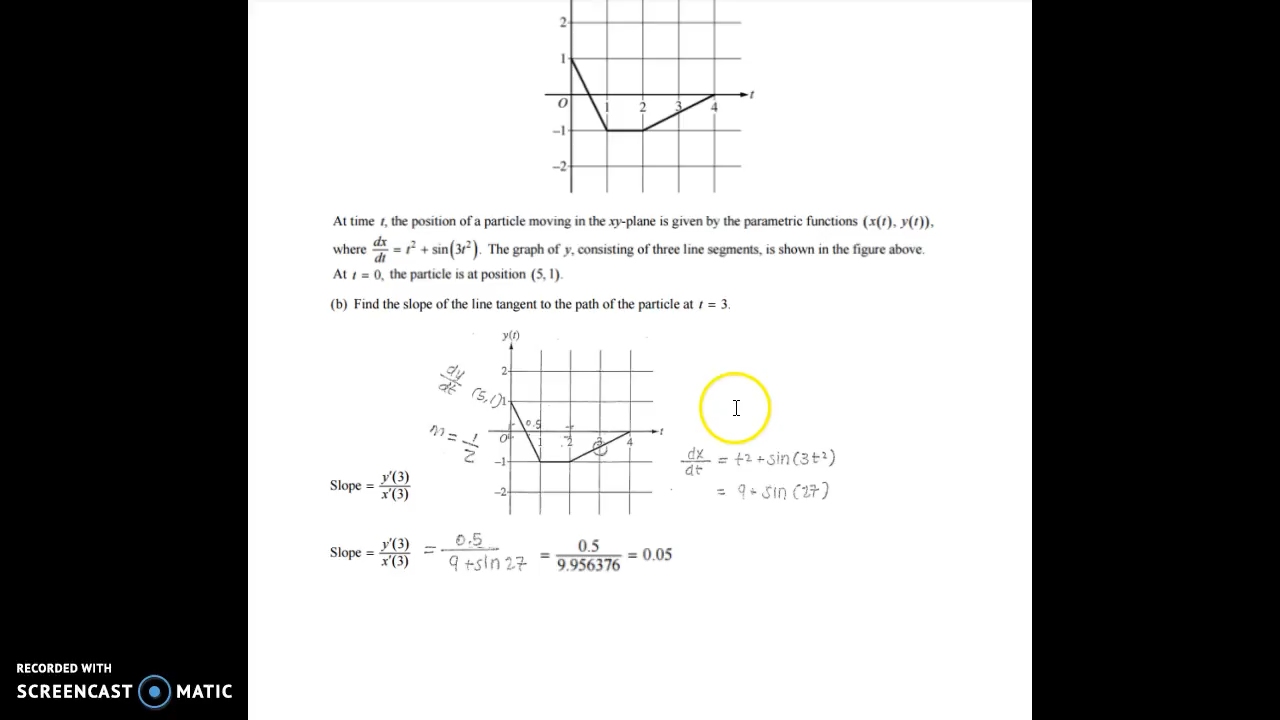 2
1
O 1 2 3 4 t
-1
-2
At time t, the position of a particle moving in the xy-plane is given by the parametric functions (x(t), y(t)),
where dx/dt = t² + sin(3t²). The graph of y, consisting of three line segments, is shown in the figure above.
At t = 0, the particle is at position (5, 1).
(b) Find the slope of the line tangent to the path of the particle at t = 3.
y(t)
2
dy/dt (5,1) 1
0.5
m = 1/2
O 1 2 3 4 t
-1
-2
dx/dt = t2 + sin(3t2)
= 9 + sin(27)
Slope = y'(3)/x'(3)
Slope = y'(3)/x'(3) = 0.5/9+sin27 = 0.5/9.956376 = 0.05
RECORDED WITH
SCREENCAST MATIC